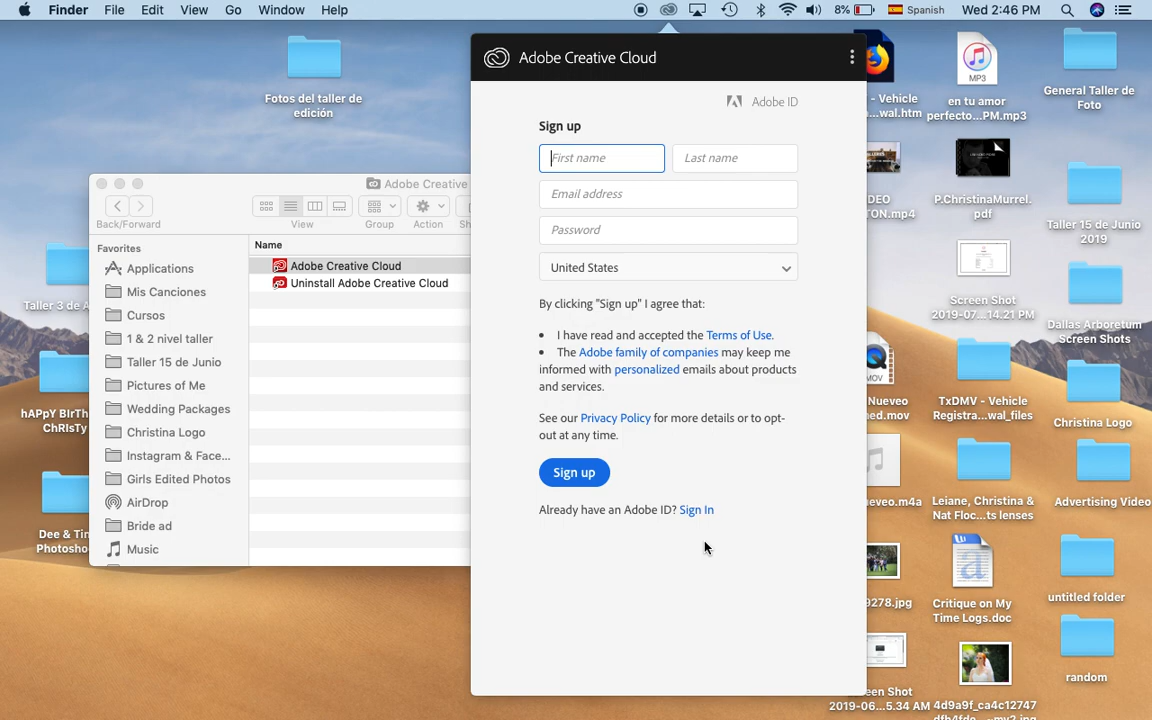 Finder File Edit View Go Window Help
8% Spanish Wed 2:46 PM
Fotos del taller de
edición
Adobe Creative
Back/Forward
View
Group
Action
Favorites
Applications
Mis Canciones
Cursos
1 & 2 nivel taller
Taller 15 de Junio
Pictures of Me
Wedding Packages
Christina Logo
Instagram & Face...
Girls Edited Photos
AirDrop
Bride ad
Music
Name
Adobe Creative Cloud
Uninstall Adobe Creative Cloud
Taller 3 de
hAPpY BIrTh
ChRIsTy
Dee & Tin
Photosho
Adobe Creative Cloud
Adobe ID
Sign up
First name
Last name
Email address
Password
United States
By clicking "Sign up" I agree that:
• I have read and accepted the Terms of Use.
• The Adobe family of companies may keep me
informed with personalized emails about products
and services.
See our Privacy Policy for more details or to opt-
out at any time.
Sign up
Already have an Adobe ID? Sign In
- Vehicle
...wal.htm
MP3
en tu amor
perfecto...PM.mp3
General Taller de
Foto
DEO
TON.mp4
P.ChristinaMurrel.
pdf
Taller 15 de Junio
2019
Screen Shot
2019-07...14.21 PM
Dallas Arboretum
Screen Shots
MOV
Nueveo
ned.mov
TxDMV - Vehicle
Registra...wal_files
Christina Logo
ueveo.m4a
Leiane, Christina &
Nat Floc...ts lenses
Advertising Video
9278.jpg
Critique on My
Time Logs.doc
untitled folder
een Shot
2019-06...5.34 AM
4d9a9f_ca4c12747
random